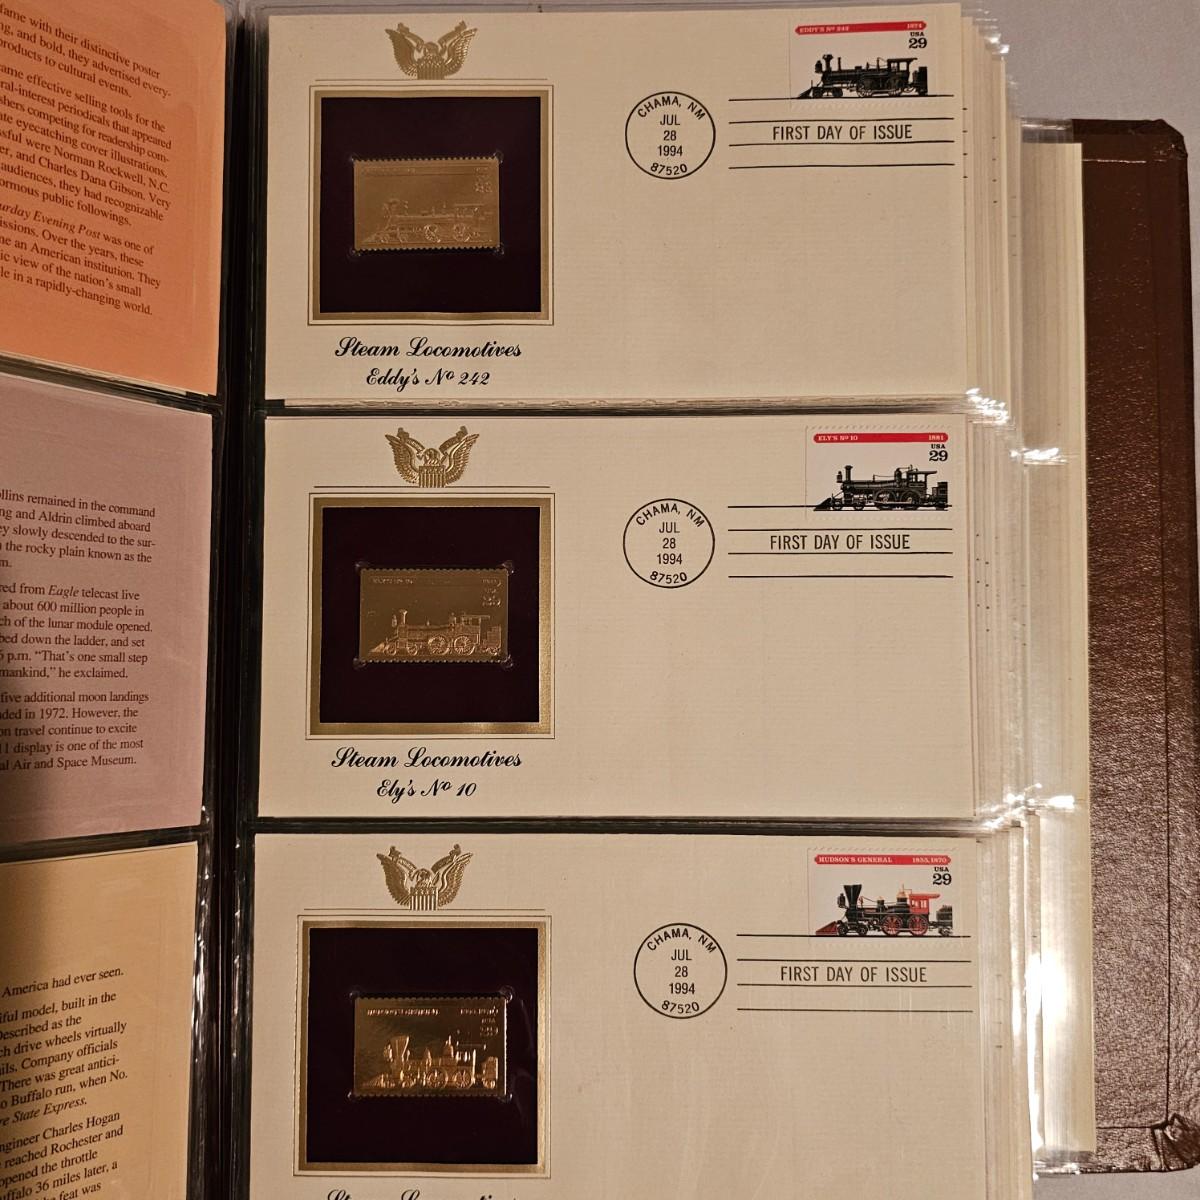 fame with their distinctive poster
ng, and bold, they advertised every-
products to cultural events.
ame effective selling tools for the
ral-interest periodicals that appeared
shers competing for readership com-
te eyecatching cover illustrations.
ssful were Norman Rockwell, N.C.
er, and Charles Dana Gibson. Very
audiences, they had recognizable
ormous public followings.
urday Evening Post was one of
issions. Over the years, these
ne an American institution. They
ic view of the nation's small
le in a rapidly-changing world.
ollins remained in the command
ng and Aldrin climbed aboard
ey slowly descended to the sur-
n the rocky plain known as the
m.
red from Eagle telecast live
about 600 million people in
ch of the lunar module opened.
bed down the ladder, and set
6 p.m. "That's one small step
mankind," he exclaimed.
five additional moon landings
ded in 1972. However, the
on travel continue to excite
11 display is one of the most
al Air and Space Museum.
America had ever seen.
iful model, built in the
Described as the
ch drive wheels virtually
ils. Company officials
There was great antici-
o Buffalo run, when No.
re State Express.
ngineer Charles Hogan
reached Rochester and
opened the throttle
uffalo 36 miles later, a
feat was
EDDY'S Nº 242 1874
USA
29
CHAMA, NM
JUL
28
1994
87520
FIRST DAY OF ISSUE
Steam Locomotives
Eddy's Nº 242
ELY'S Nº 10 1881
USA
29
CHAMA, NM
JUL
28
1994
87520
FIRST DAY OF ISSUE
Steam Locomotives
Ely's Nº 10
HUDSON'S GENERAL 1855, 1870
USA
29
CHAMA, NM
JUL
28
1994
87520
FIRST DAY OF ISSUE
HUDSON'S GENERAL
USA
29
Steam Locomotives